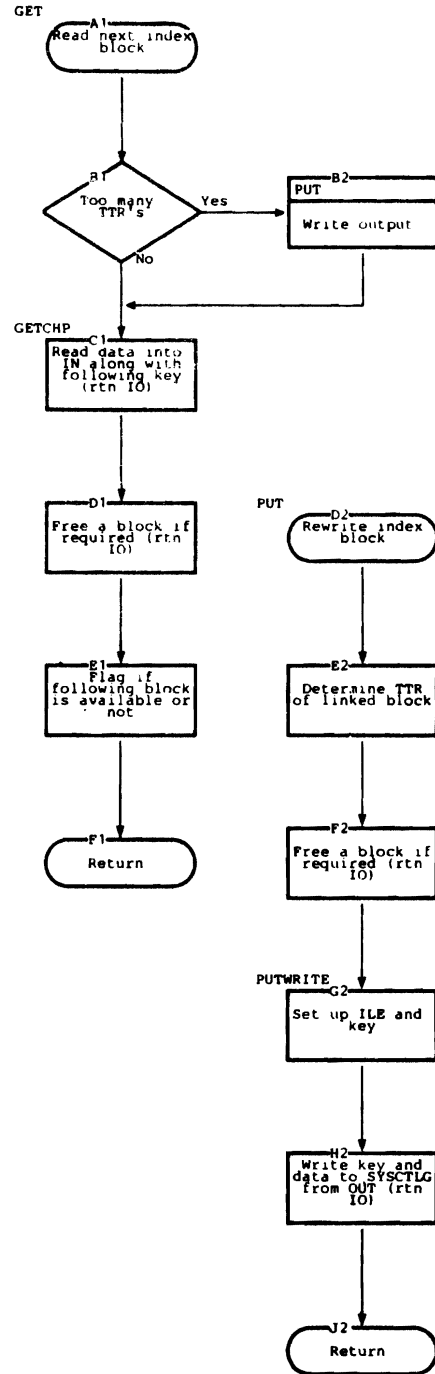 GET
A1
Read next index
block
B1
Too many
TTR's
Yes
No
B2
PUT
Write output
GETCHP
C1
Read data into
IN along with
following key
(rtn IO)
D1
Free a block if
required (rtn
IO)
E1
Flag if
following block
is available or
not
F1
Return
PUT
D2
Rewrite index
block
E2
Determine TTR
of linked block
F2
Free a block if
required (rtn
IO)
PUTWRITE
G2
Set up ILE and
key
H2
Write key and
data to SYSCTLG
from OUT (rtn
IO)
J2
Return